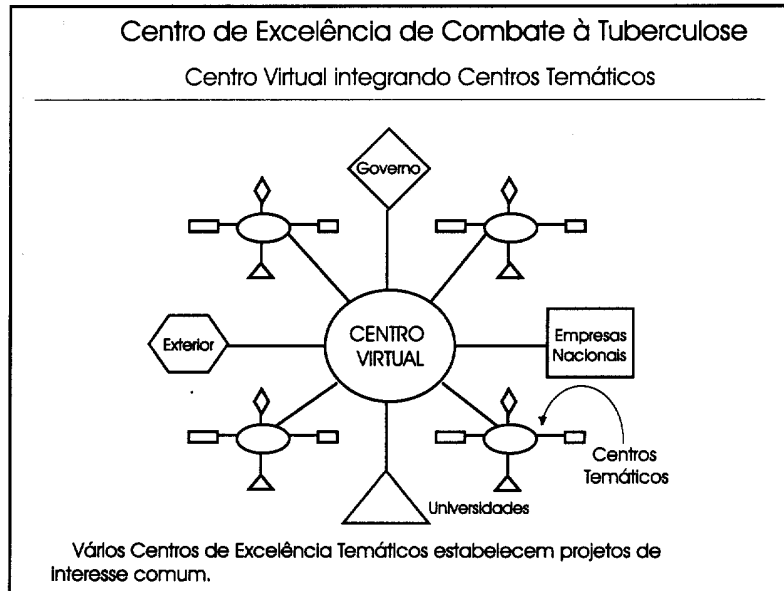 Centro de Excelência de Combate à Tuberculose
Centro Virtual integrando Centros Temáticos
Governo
Exterior
CENTRO
VIRTUAL
Empresas
Nacionais
Centros
Temáticos
Universidades
Vários Centros de Excelência Temáticos estabelecem projetos de
interesse comum.